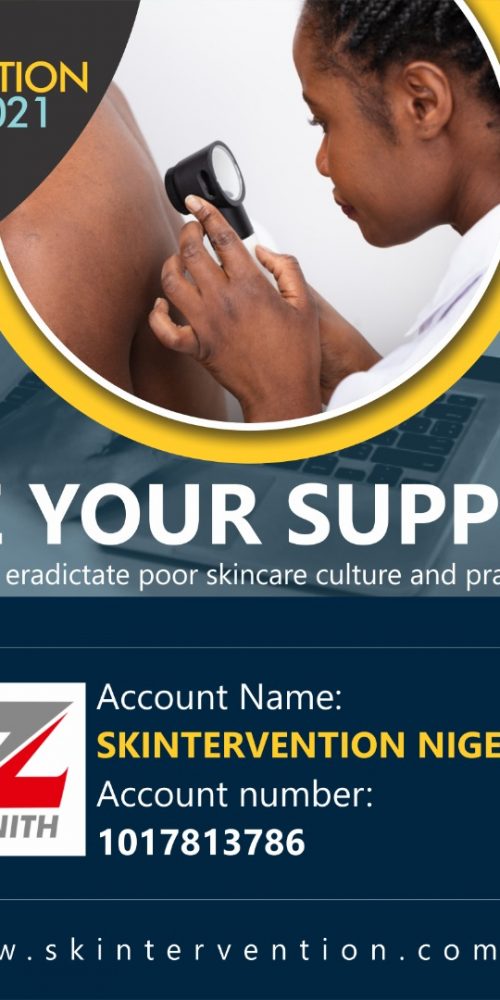 TION
021
E YOUR SUPP
eradictate poor skincare culture and pra
Account Name:
SKINTERVENTION NIGE
Z
NITH
Account number:
1017813786
w.skintervention.com